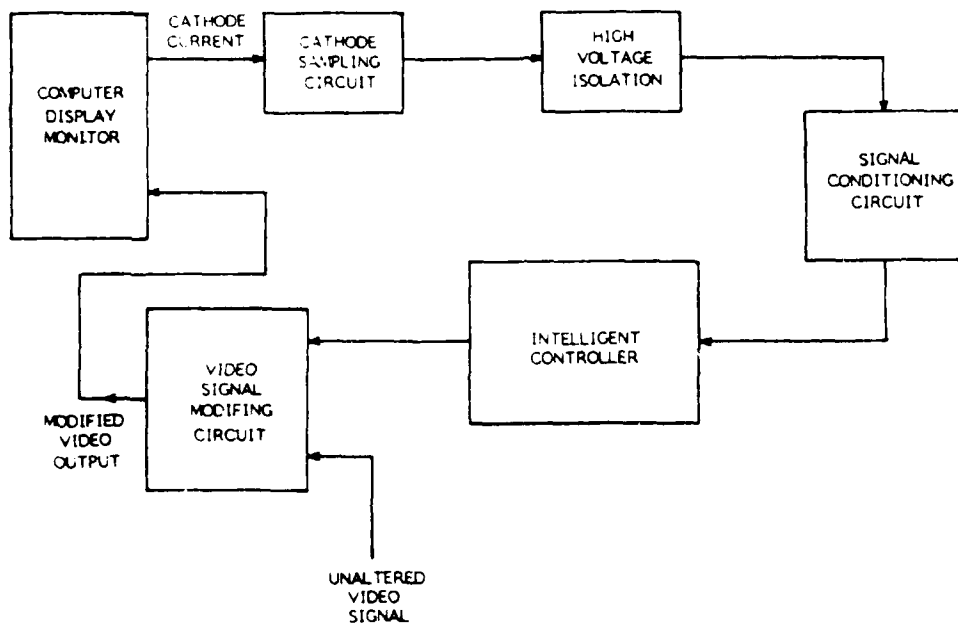 CATHODE
CURRENT
COMPUTER
DISPLAY
MONITOR
CATHODE
SAMPLING
CIRCUIT
HIGH
VOLTAGE
ISOLATION
SIGNAL
CONDITIONING
CIRCUIT
INTELLIGENT
CONTROLLER
VIDEO
SIGNAL
MODIFING
CIRCUIT
MODIFIED
VIDEO
OUTPUT
UNALTERED
VIDEO
SIGNAL